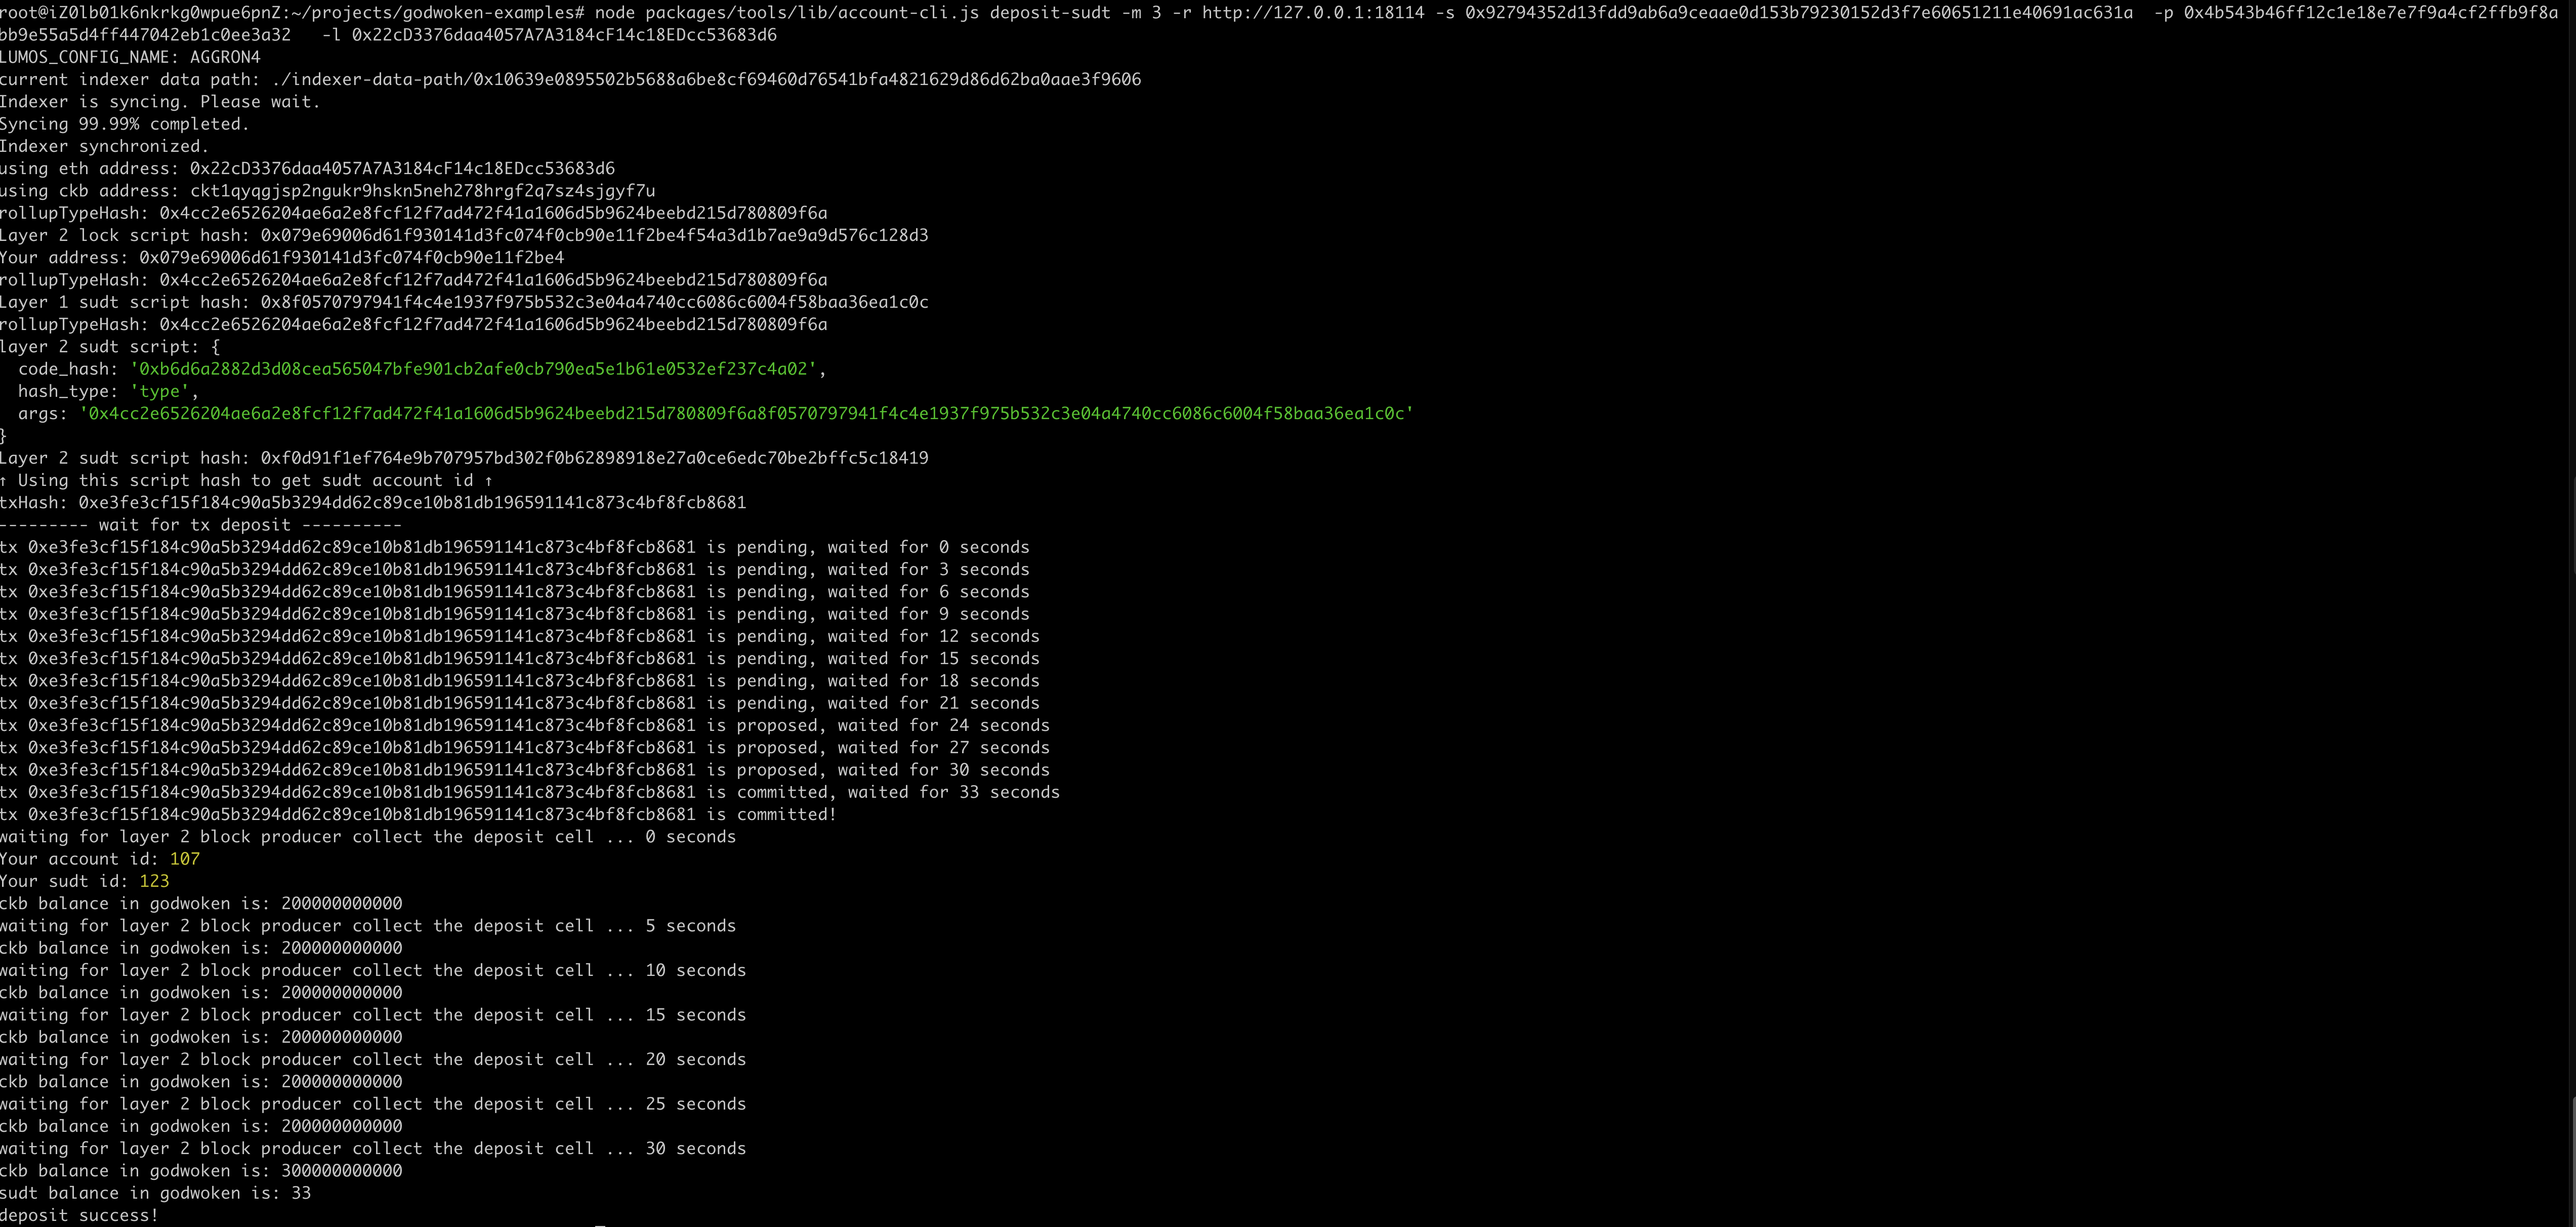 root@iZ0lb01k6nkrkg0wpue6pnZ:~/projects/godwoken-examples# node packages/tools/lib/account-cli.js deposit-sudt -m 3 -r http://127.0.0.1:18114 -s 0x92794352d13fdd9ab6a9ceaae0d153b79230152d3f7e60651211e40691ac631a  -p 0x4b543b46ff12c1e18e7e7f9a4cf2ffb9f8a
bb9e55a5d4ff447042eb1c0ee3a32   -l 0x22cD3376daa4057A7A3184cF14c18EDcc53683d6
LUMOS_CONFIG_NAME: AGGRON4
current indexer data path: ./indexer-data-path/0x10639e0895502b5688a6be8cf69460d76541bfa4821629d86d62ba0aae3f9606
Indexer is syncing. Please wait.
Syncing 99.99% completed.
Indexer synchronized.
using eth address: 0x22cD3376daa4057A7A3184cF14c18EDcc53683d6
using ckb address: ckt1qyqgjsp2ngukr9hskn5neh278hrgf2q7sz4sjgyf7u
rollupTypeHash: 0x4cc2e6526204ae6a2e8fcf12f7ad472f41a1606d5b9624beebd215d780809f6a
Layer 2 lock script hash: 0x079e69006d61f930141d3fc074f0cb90e11f2be4f54a3d1b7ae9a9d576c128d3
Your address: 0x079e69006d61f930141d3fc074f0cb90e11f2be4
rollupTypeHash: 0x4cc2e6526204ae6a2e8fcf12f7ad472f41a1606d5b9624beebd215d780809f6a
Layer 1 sudt script hash: 0x8f0570797941f4c4e1937f975b532c3e04a4740cc6086c6004f58baa36ea1c0c
rollupTypeHash: 0x4cc2e6526204ae6a2e8fcf12f7ad472f41a1606d5b9624beebd215d780809f6a
layer 2 sudt script: {
  code_hash: '0xb6d6a2882d3d08cea565047bfe901cb2afe0cb790ea5e1b61e0532ef237c4a02',
  hash_type: 'type',
  args: '0x4cc2e6526204ae6a2e8fcf12f7ad472f41a1606d5b9624beebd215d780809f6a8f0570797941f4c4e1937f975b532c3e04a4740cc6086c6004f58baa36ea1c0c'
}
Layer 2 sudt script hash: 0xf0d91f1ef764e9b707957bd302f0b62898918e27a0ce6edc70be2bffc5c18419
↑ Using this script hash to get sudt account id ↑
txHash: 0xe3fe3cf15f184c90a5b3294dd62c89ce10b81db196591141c873c4bf8fcb8681
--------- wait for tx deposit ----------
tx 0xe3fe3cf15f184c90a5b3294dd62c89ce10b81db196591141c873c4bf8fcb8681 is pending, waited for 0 seconds
tx 0xe3fe3cf15f184c90a5b3294dd62c89ce10b81db196591141c873c4bf8fcb8681 is pending, waited for 3 seconds
tx 0xe3fe3cf15f184c90a5b3294dd62c89ce10b81db196591141c873c4bf8fcb8681 is pending, waited for 6 seconds
tx 0xe3fe3cf15f184c90a5b3294dd62c89ce10b81db196591141c873c4bf8fcb8681 is pending, waited for 9 seconds
tx 0xe3fe3cf15f184c90a5b3294dd62c89ce10b81db196591141c873c4bf8fcb8681 is pending, waited for 12 seconds
tx 0xe3fe3cf15f184c90a5b3294dd62c89ce10b81db196591141c873c4bf8fcb8681 is pending, waited for 15 seconds
tx 0xe3fe3cf15f184c90a5b3294dd62c89ce10b81db196591141c873c4bf8fcb8681 is pending, waited for 18 seconds
tx 0xe3fe3cf15f184c90a5b3294dd62c89ce10b81db196591141c873c4bf8fcb8681 is pending, waited for 21 seconds
tx 0xe3fe3cf15f184c90a5b3294dd62c89ce10b81db196591141c873c4bf8fcb8681 is proposed, waited for 24 seconds
tx 0xe3fe3cf15f184c90a5b3294dd62c89ce10b81db196591141c873c4bf8fcb8681 is proposed, waited for 27 seconds
tx 0xe3fe3cf15f184c90a5b3294dd62c89ce10b81db196591141c873c4bf8fcb8681 is proposed, waited for 30 seconds
tx 0xe3fe3cf15f184c90a5b3294dd62c89ce10b81db196591141c873c4bf8fcb8681 is committed, waited for 33 seconds
tx 0xe3fe3cf15f184c90a5b3294dd62c89ce10b81db196591141c873c4bf8fcb8681 is committed!
waiting for layer 2 block producer collect the deposit cell ... 0 seconds
Your account id: 107
Your sudt id: 123
ckb balance in godwoken is: 200000000000
waiting for layer 2 block producer collect the deposit cell ... 5 seconds
ckb balance in godwoken is: 200000000000
waiting for layer 2 block producer collect the deposit cell ... 10 seconds
ckb balance in godwoken is: 200000000000
waiting for layer 2 block producer collect the deposit cell ... 15 seconds
ckb balance in godwoken is: 200000000000
waiting for layer 2 block producer collect the deposit cell ... 20 seconds
ckb balance in godwoken is: 200000000000
waiting for layer 2 block producer collect the deposit cell ... 25 seconds
ckb balance in godwoken is: 200000000000
waiting for layer 2 block producer collect the deposit cell ... 30 seconds
ckb balance in godwoken is: 300000000000
sudt balance in godwoken is: 33
deposit success!